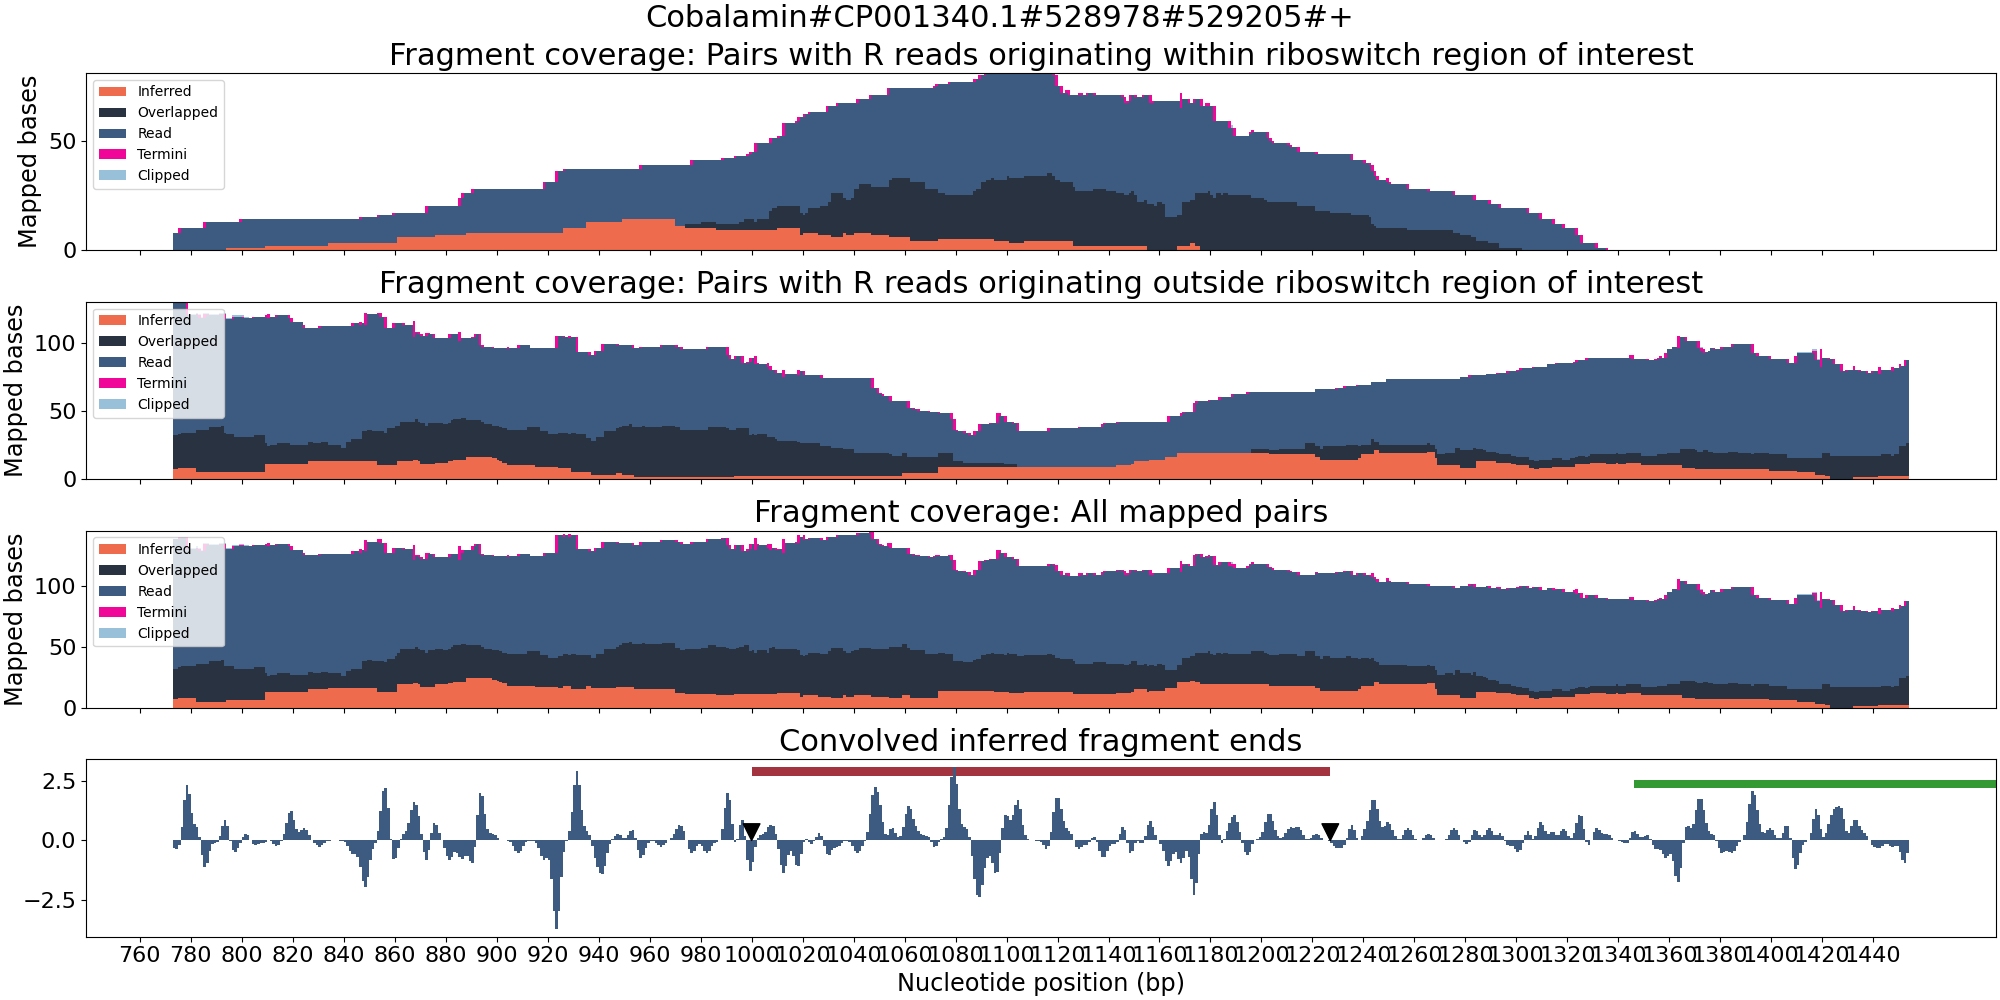 Cobalamin#CP001340.1#528978#529205#+
Fragment coverage: Pairs with R reads originating within riboswitch region of interest
Mapped bases
50
0
Inferred
Overlapped
Read
Termini
Clipped
Fragment coverage: Pairs with R reads originating outside riboswitch region of interest
Mapped bases
100
50
0
Inferred
Overlapped
Read
Termini
Clipped
Fragment coverage: All mapped pairs
Mapped bases
100
50
0
Inferred
Overlapped
Read
Termini
Clipped
Convolved inferred fragment ends
2.5
0.0
−2.5
760 780 800 820 840 860 880 900 920 940 960 980 1000 1020 1040 1060 1080 1100 1120 1140 1160 1180 1200 1220 1240 1260 1280 1300 1320 1340 1360 1380 1400 1420 1440
Nucleotide position (bp)